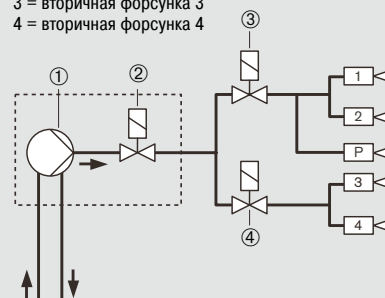 3 = вторичная форсунка 3
4 = вторичная форсунка 4
③
① ②
1
2
P
3
4
④